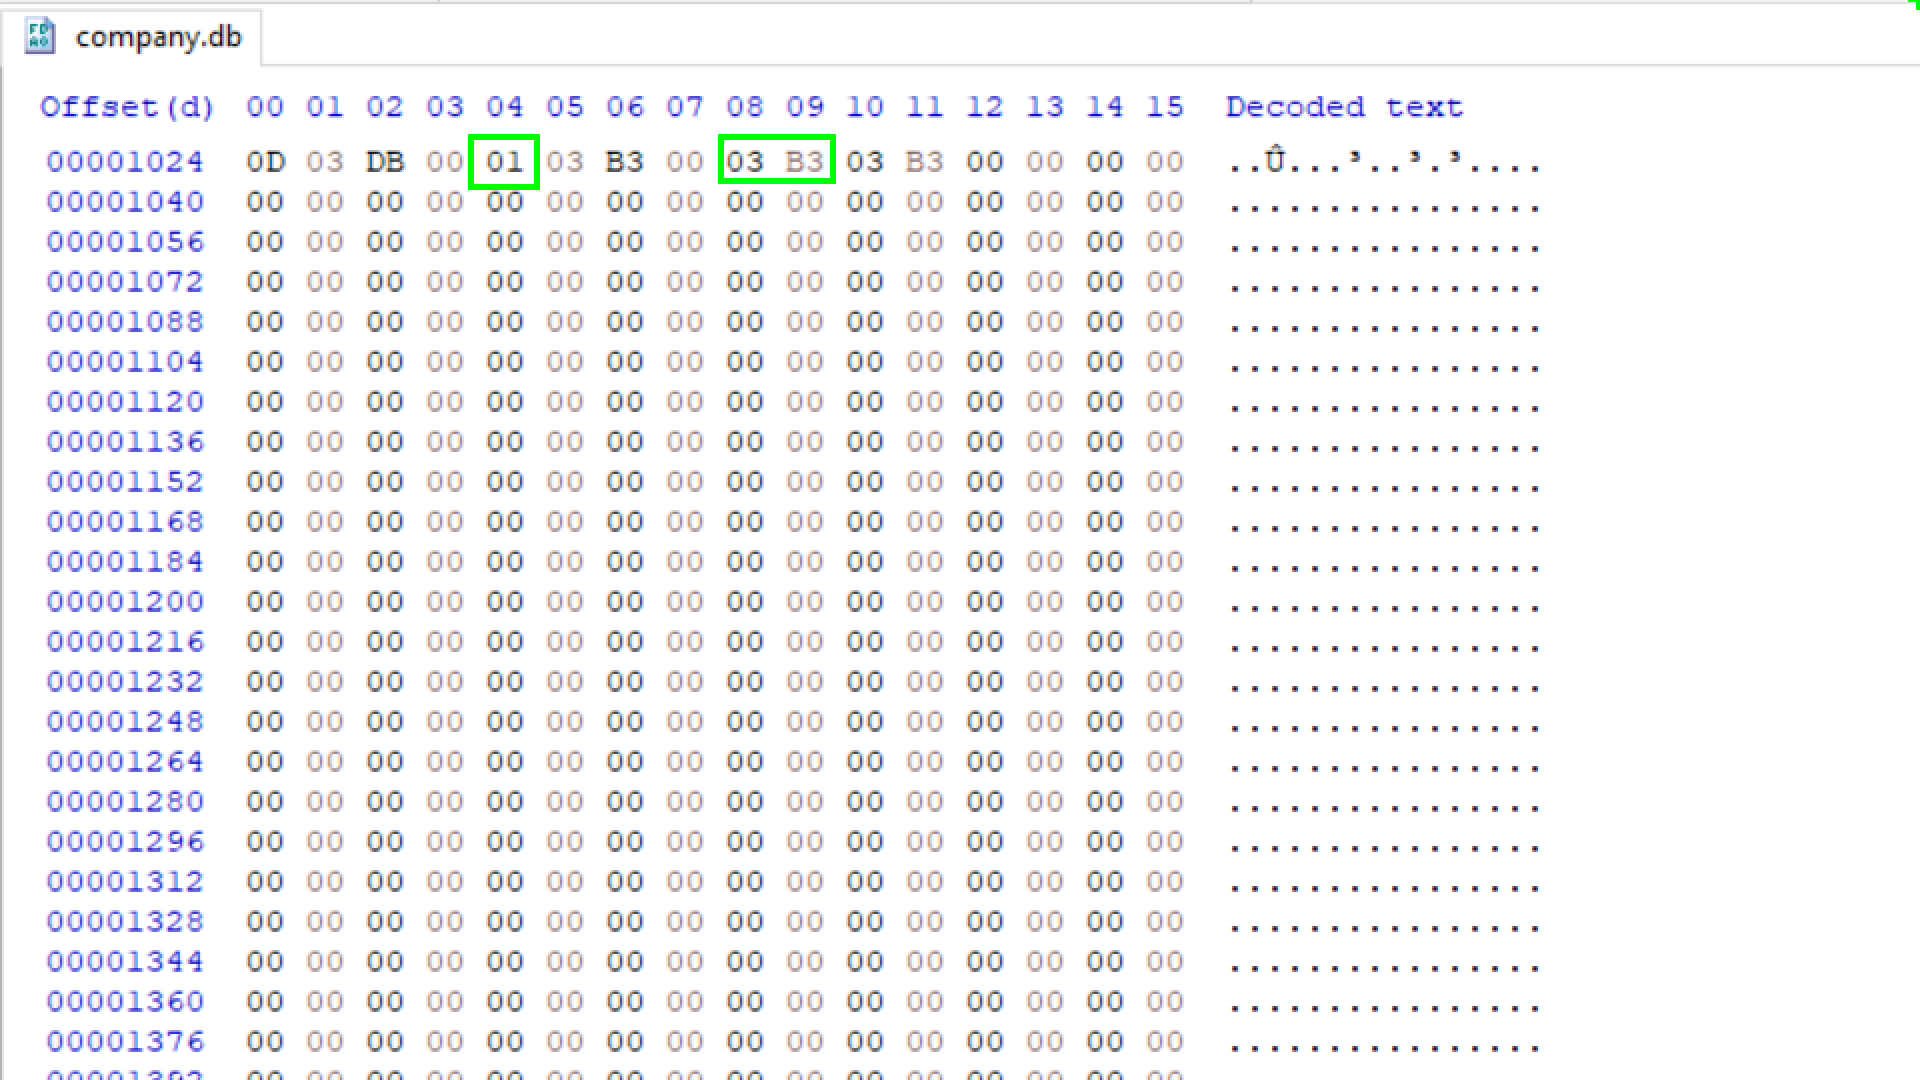 company.db
Offset(d) 00 01 02 03 04 05 06 07 08 09 10 11 12 13 14 15 Decoded text
00001024 0D 03 DB 00 01 03 B3 00 03 B3 03 B3 00 00 00 00 ..Û...³..³.³....
00001040 00 00 00 00 00 00 00 00 00 00 00 00 00 00 00 00 ................
00001056 00 00 00 00 00 00 00 00 00 00 00 00 00 00 00 00 ................
00001072 00 00 00 00 00 00 00 00 00 00 00 00 00 00 00 00 ................
00001088 00 00 00 00 00 00 00 00 00 00 00 00 00 00 00 00 ................
00001104 00 00 00 00 00 00 00 00 00 00 00 00 00 00 00 00 ................
00001120 00 00 00 00 00 00 00 00 00 00 00 00 00 00 00 00 ................
00001136 00 00 00 00 00 00 00 00 00 00 00 00 00 00 00 00 ................
00001152 00 00 00 00 00 00 00 00 00 00 00 00 00 00 00 00 ................
00001168 00 00 00 00 00 00 00 00 00 00 00 00 00 00 00 00 ................
00001184 00 00 00 00 00 00 00 00 00 00 00 00 00 00 00 00 ................
00001200 00 00 00 00 00 00 00 00 00 00 00 00 00 00 00 00 ................
00001216 00 00 00 00 00 00 00 00 00 00 00 00 00 00 00 00 ................
00001232 00 00 00 00 00 00 00 00 00 00 00 00 00 00 00 00 ................
00001248 00 00 00 00 00 00 00 00 00 00 00 00 00 00 00 00 ................
00001264 00 00 00 00 00 00 00 00 00 00 00 00 00 00 00 00 ................
00001280 00 00 00 00 00 00 00 00 00 00 00 00 00 00 00 00 ................
00001296 00 00 00 00 00 00 00 00 00 00 00 00 00 00 00 00 ................
00001312 00 00 00 00 00 00 00 00 00 00 00 00 00 00 00 00 ................
00001328 00 00 00 00 00 00 00 00 00 00 00 00 00 00 00 00 ................
00001344 00 00 00 00 00 00 00 00 00 00 00 00 00 00 00 00 ................
00001360 00 00 00 00 00 00 00 00 00 00 00 00 00 00 00 00 ................
00001376 00 00 00 00 00 00 00 00 00 00 00 00 00 00 00 00 ................